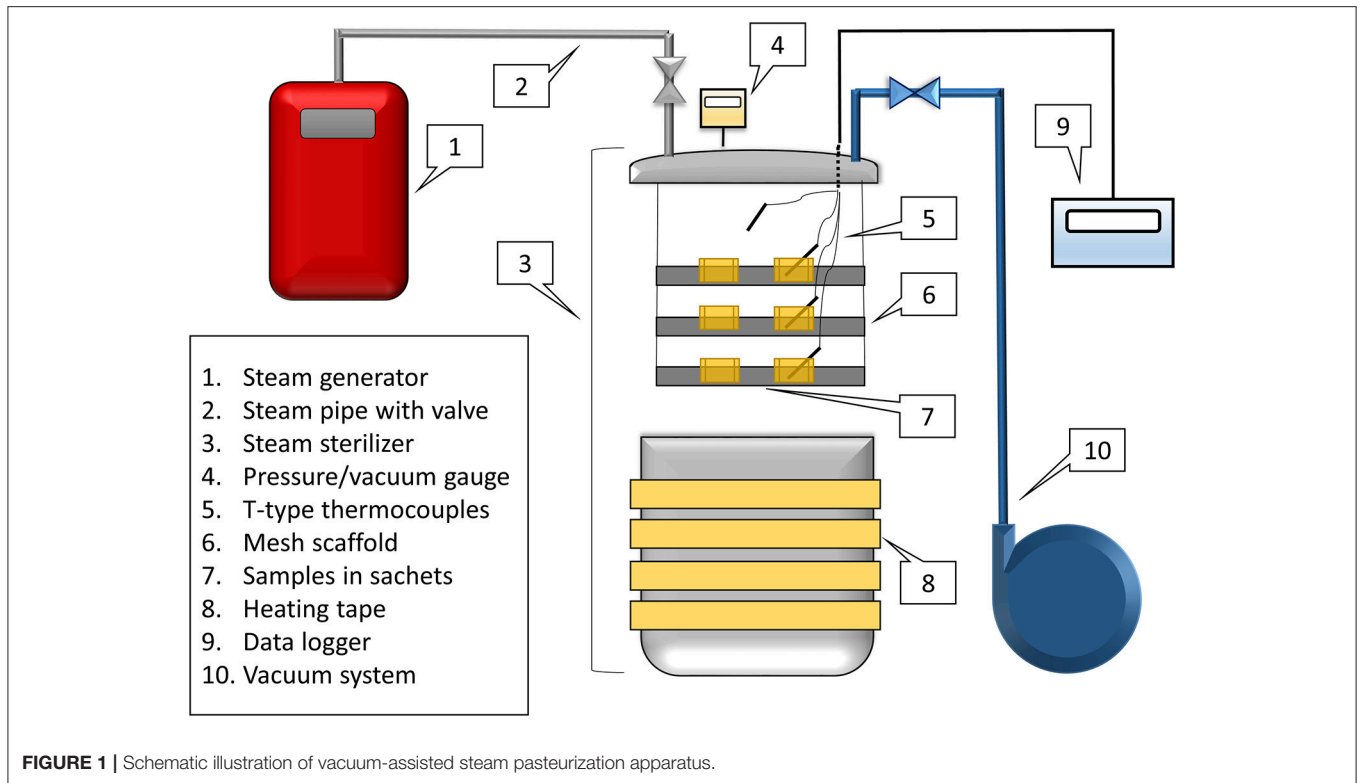 4
2
9
1
5
3
6
1. Steam generator
2. Steam pipe with valve
3. Steam sterilizer
4. Pressure/vacuum gauge
5. T-type thermocouples
6. Mesh scaffold
7. Samples in sachets
8. Heating tape
9. Data logger
10. Vacuum system
7
10
8
FIGURE 1 | Schematic illustration of vacuum-assisted steam pasteurization apparatus.